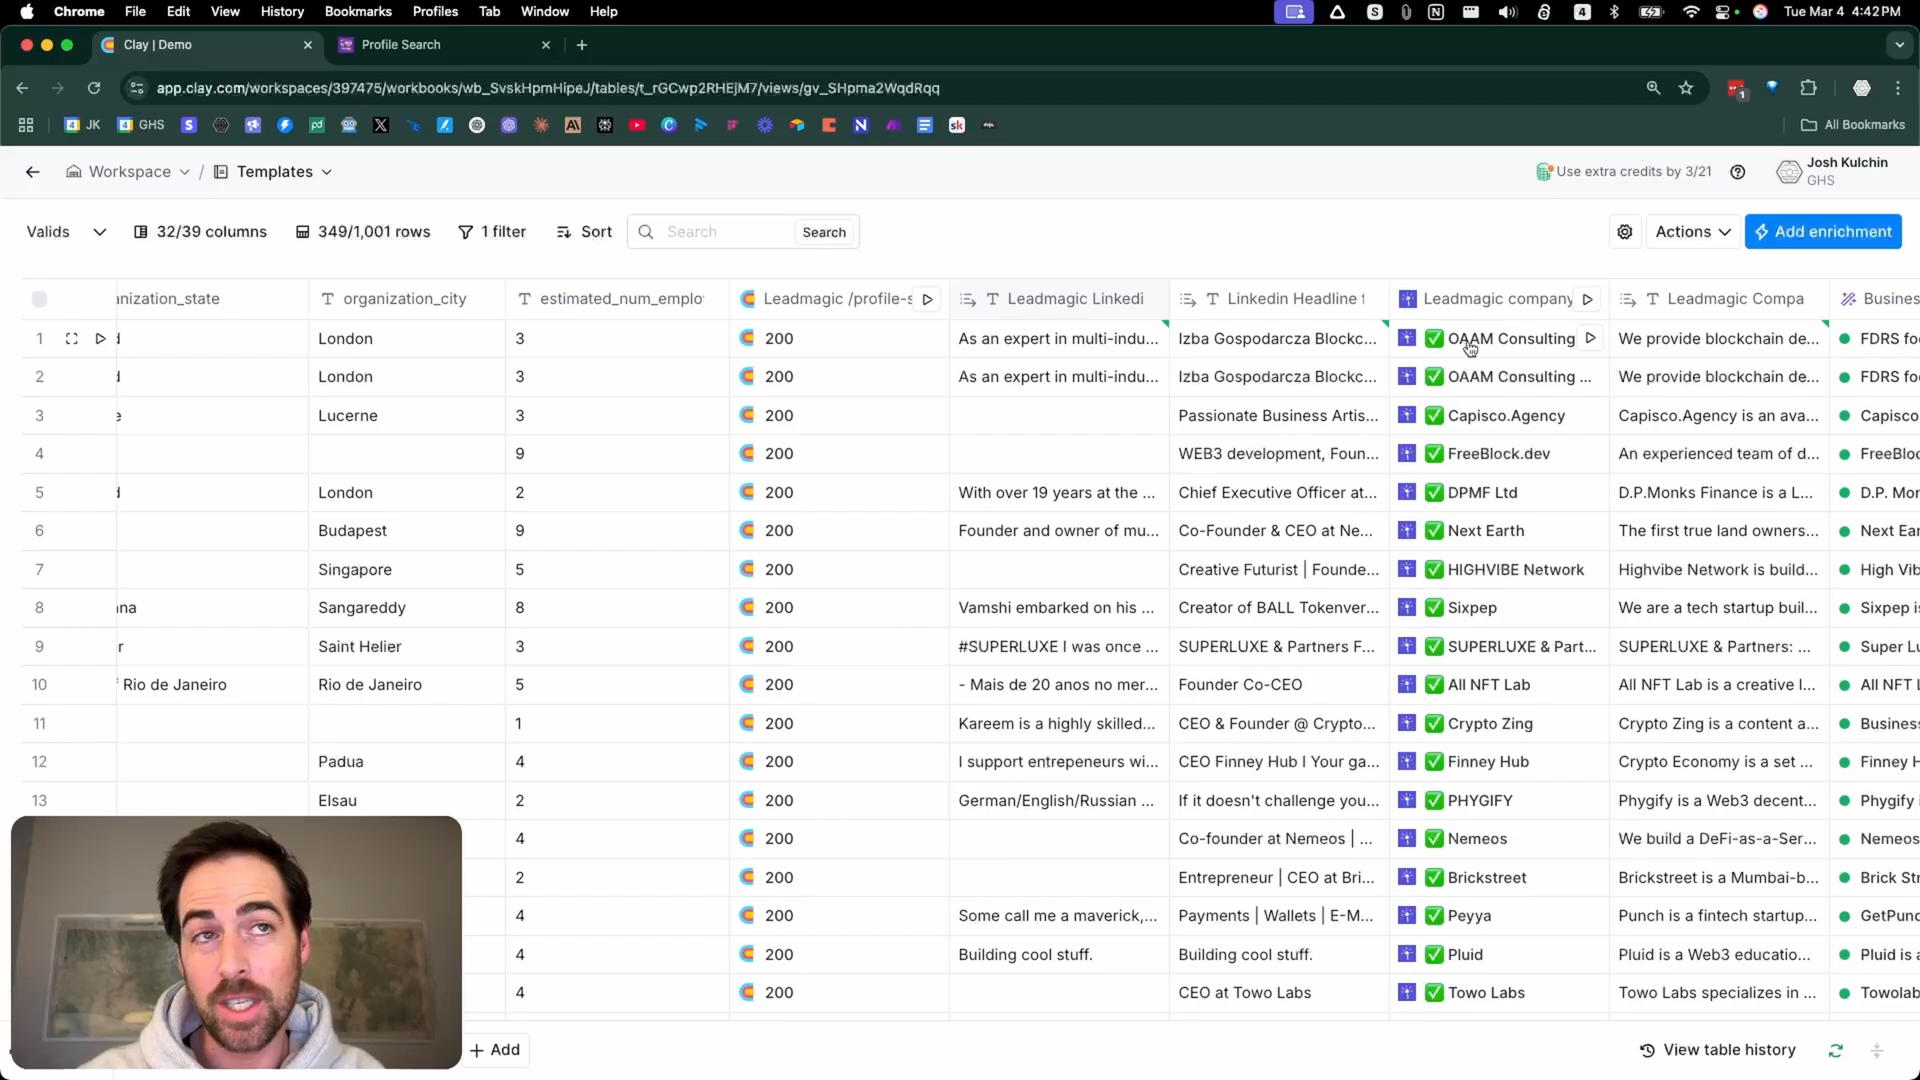 Chrome File Edit View History Bookmarks Profiles Tab Window Help 4 Tue Mar 4 4:42 PM
Clay | Demo Profile Search
app.clay.com/workspaces/397475/workbooks/wb_SvskHpmHipeJ/tables/t_rGCwp2RHEjM7/views/gv_SHpma2WqdRqq 1
JK GHS All Bookmarks
Workspace / Templates Use extra credits by 3/21 Josh Kulchin
GHS
Valids 32/39 columns 349/1,001 rows 1 filter Sort Search Search Actions Add enrichment
anization_state organization_city estimated_num_emplo Leadmagic /profile-s Leadmagic Linkedi Linkedin Headline f Leadmagic company Leadmagic Compa Busines
1 London 3 200 As an expert in multi-indu... Izba Gospodarcza Blockc... OAAM Consulting We provide blockchain de... FDRS fo
2 London 3 200 As an expert in multi-indu... Izba Gospodarcza Blockc... OAAM Consulting ... We provide blockchain de... FDRS fo
3 e Lucerne 3 200 Passionate Business Artis... Capisco.Agency Capisco.Agency is an ava... Capisco
4 9 200 WEB3 development, Foun... FreeBlock.dev An experienced team of d... FreeBlo
5 London 2 200 With over 19 years at the ... Chief Executive Officer at... DPMF Ltd D.P.Monks Finance is a L... D.P. Mor
6 Budapest 9 200 Founder and owner of mu... Co-Founder & CEO at Ne... Next Earth The first true land owners... Next Ear
7 Singapore 5 200 Creative Futurist | Founde... HIGHVIBE Network Highvibe Network is build... High Vib
8 ana Sangareddy 8 200 Vamshi embarked on his ... Creator of BALL Tokenver... Sixpep We are a tech startup buil... Sixpep is
9 r Saint Helier 3 200 #SUPERLUXE I was once ... SUPERLUXE & Partners F... SUPERLUXE & Part... SUPERLUXE & Partners: ... Super Lu
10 Rio de Janeiro Rio de Janeiro 5 200 - Mais de 20 anos no mer... Founder Co-CEO All NFT Lab All NFT Lab is a creative l... All NFT L
11 1 200 Kareem is a highly skilled... CEO & Founder @ Crypto... Crypto Zing Crypto Zing is a content a... Business
12 Padua 4 200 I support entrepeneurs wi... CEO Finney Hub I Your ga... Finney Hub Crypto Economy is a set ... Finney H
13 Elsau 2 200 German/English/Russian ... If it doesn't challenge you... PHYGIFY Phygify is a Web3 decent... Phygify i
4 200 Co-founder at Nemeos | ... Nemeos We build a DeFi-as-a-Ser... Nemeos
2 200 Entrepreneur | CEO at Bri... Brickstreet Brickstreet is a Mumbai-b... Brick Str
4 200 Some call me a maverick,... Payments | Wallets | E-M... Peyya Punch is a fintech startup... GetPunc
4 200 Building cool stuff. Building cool stuff. Pluid Pluid is a Web3 educatio... Pluid is a
4 200 CEO at Towo Labs Towo Labs Towo Labs specializes in ... Towolab
+ Add View table history